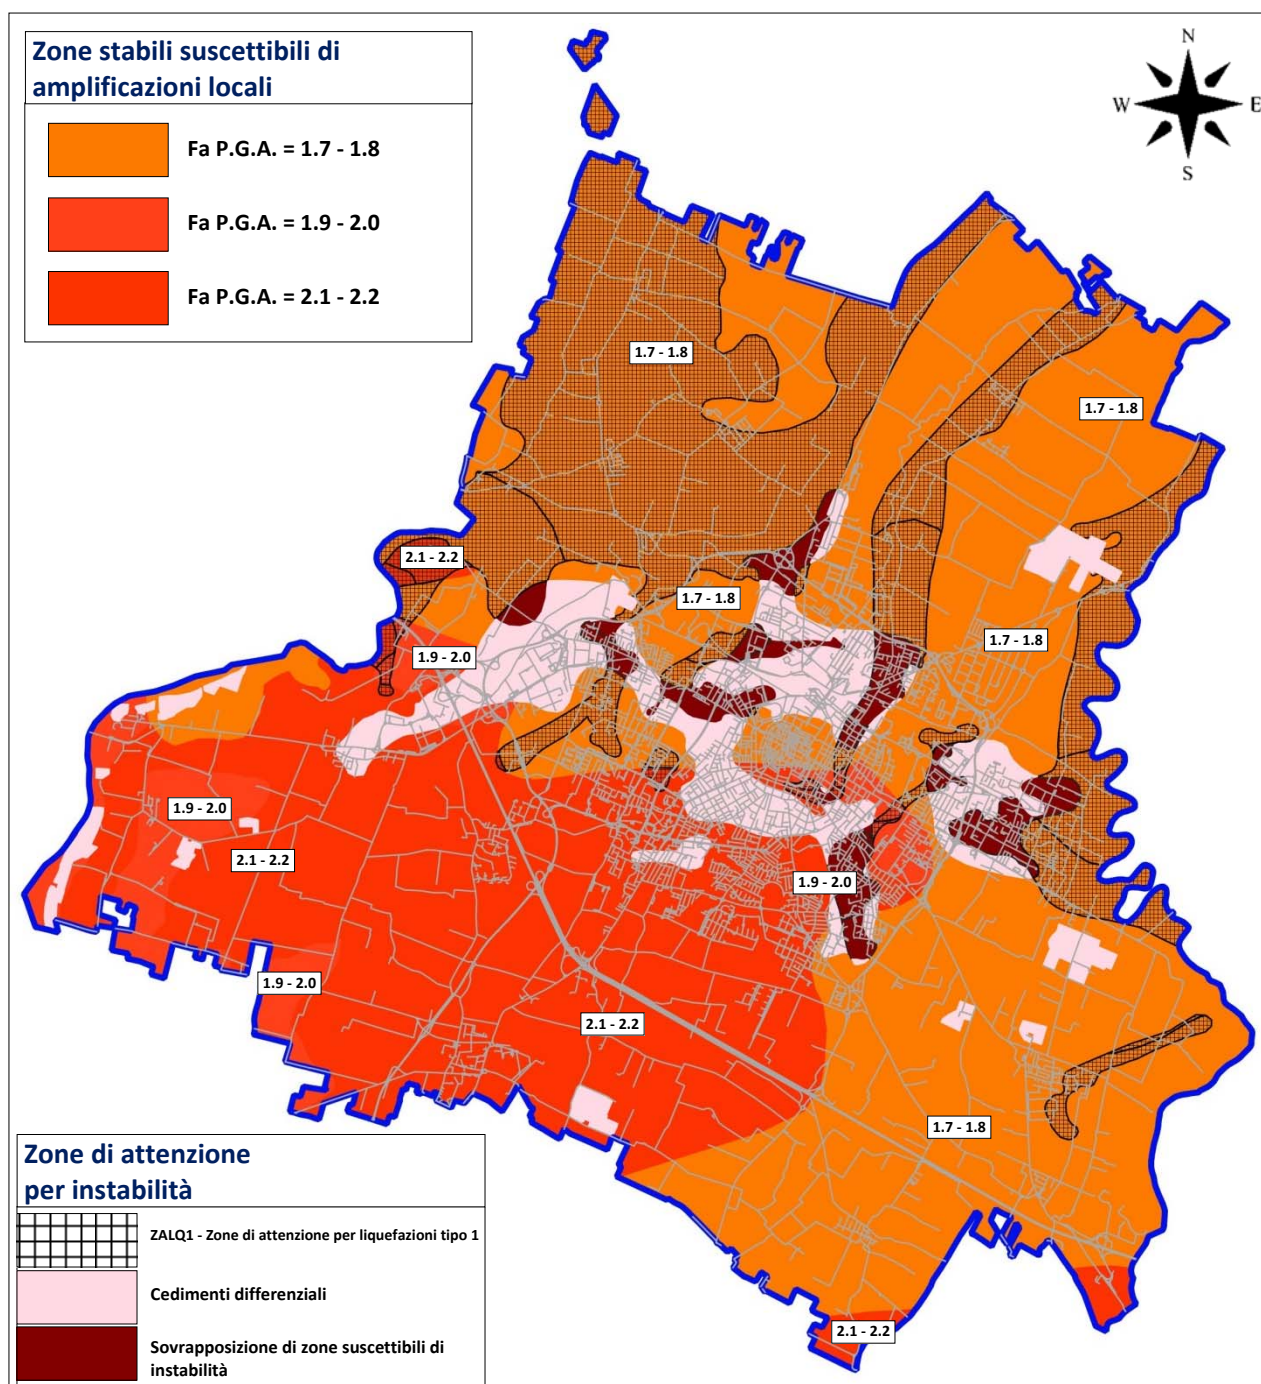 Zone stabili suscettibili di
amplificazioni locali
Fa P.G.A. = 1.7 - 1.8
Fa P.G.A. = 1.9 - 2.0
Fa P.G.A. = 2.1 - 2.2
N
W
E
S
1.7 - 1.8
1.7 - 1.8
2.1 - 2.2
1.7 - 1.8
1.7 - 1.8
1.9 - 2.0
1.9 - 2.0
2.1 - 2.2
1.9 - 2.0
1.9 - 2.0
2.1 - 2.2
1.7 - 1.8
2.1 - 2.2
Zone di attenzione
per instabilità
ZALQ1 - Zone di attenzione per liquefazioni tipo 1
Cedimenti differenziali
Sovrapposizione di zone suscettibili di
instabilità